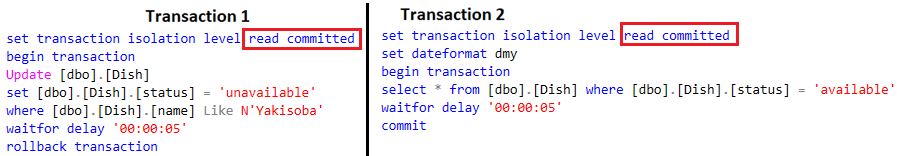 Transaction 1
set transaction isolation level read committed
begin transaction
Update [dbo].[Dish]
set [dbo].[Dish].[status] = 'unavailable'
where [dbo].[Dish].[name] Like N'Yakisoba'
waitfor delay '00:00:05'
rollback transaction
Transaction 2
set transaction isolation level read committed
set dateformat dmy
begin transaction
select * from [dbo].[Dish] where [dbo].[Dish].[status] = 'available'
waitfor delay '00:00:05'
commit